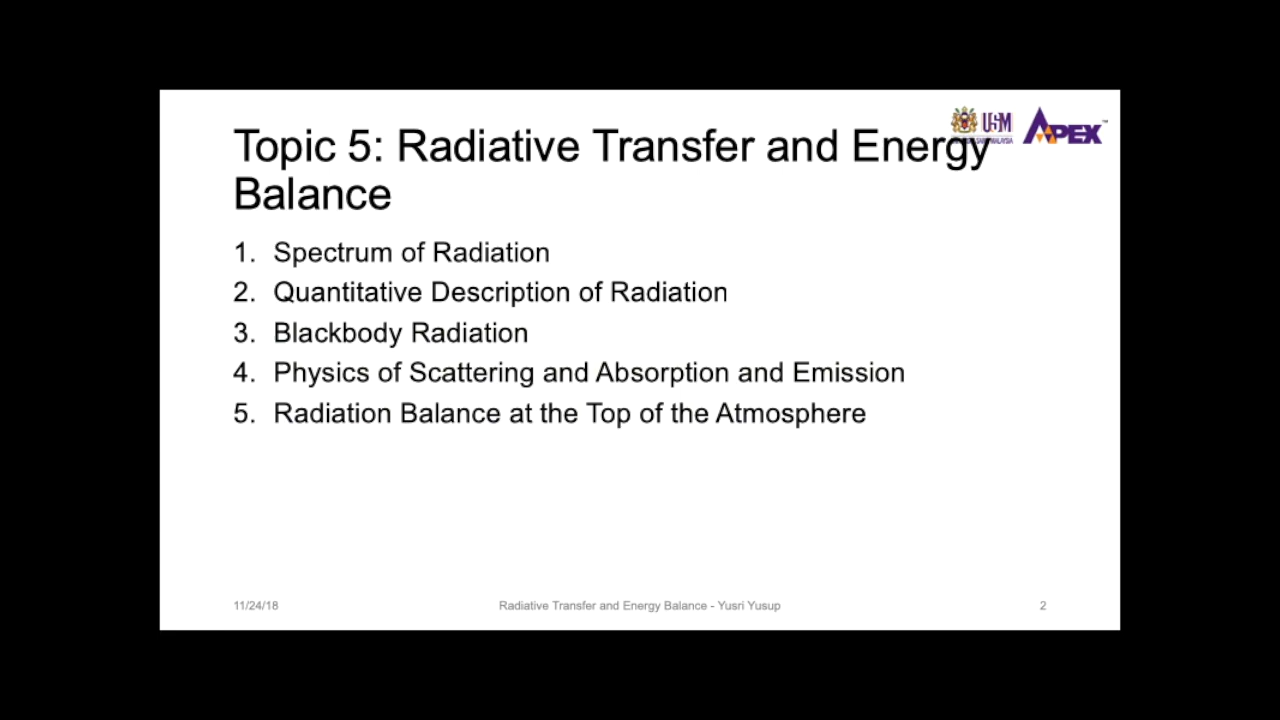 Topic 5: Radiative Transfer and Energy
Balance
USM
APEX™
1. Spectrum of Radiation
2. Quantitative Description of Radiation
3. Blackbody Radiation
4. Physics of Scattering and Absorption and Emission
5. Radiation Balance at the Top of the Atmosphere
11/24/18
Radiative Transfer and Energy Balance - Yusri Yusup
2